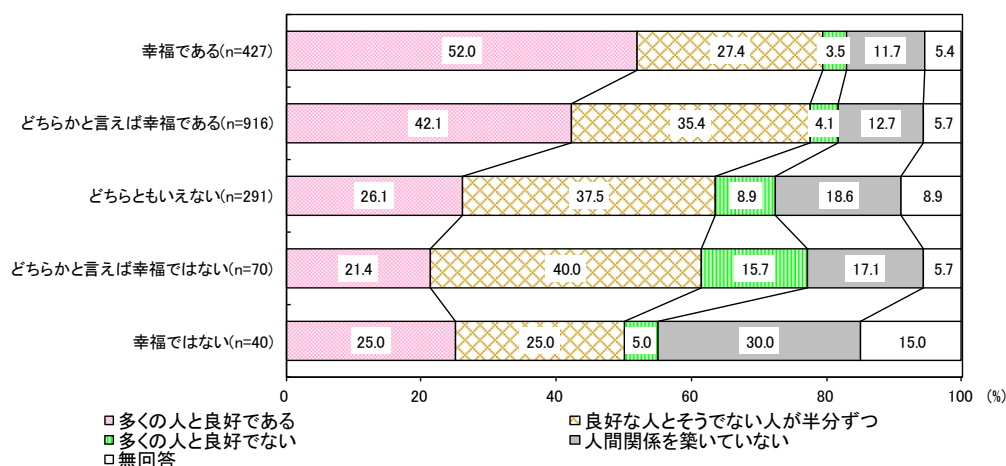 幸福である(n=427)
52.0 27.4 3.5 11.7 5.4
どちらかと言えば幸福である(n=916)
42.1 35.4 4.1 12.7 5.7
どちらともいえない(n=291)
26.1 37.5 8.9 18.6 8.9
どちらかと言えば幸福ではない(n=70)
21.4 40.0 15.7 17.1 5.7
幸福ではない(n=40)
25.0 25.0 5.0 30.0 15.0
0 20 40 60 80 100 (%)
多くの人と良好である 良好な人とそうでない人が半分ずつ
多くの人と良好でない 人間関係を築いていない
無回答